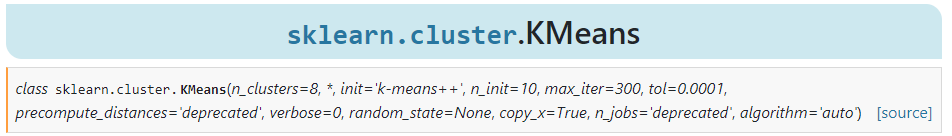 sklearn.cluster.KMeans
class sklearn.cluster.KMeans(n_clusters=8, *, init='k-means++', n_init=10, max_iter=300, tol=0.0001,
precompute_distances='deprecated', verbose=0, random_state=None, copy_x=True, n_jobs='deprecated', algorithm='auto') [source]